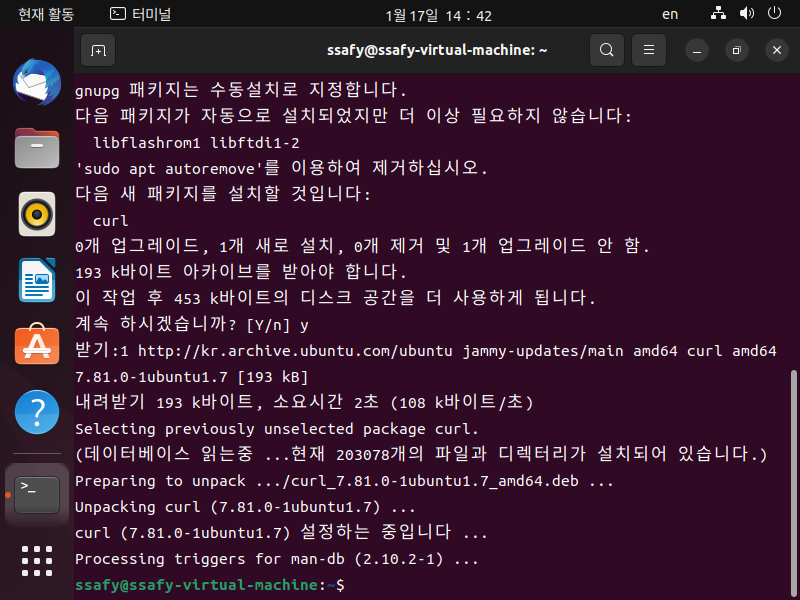 현재 활동 터미널 1월 17일 14 : 42 en
ssafy@ssafy-virtual-machine: ~
gnupg 패키지는 수동설치로 지정합니다.
다음 패키지가 자동으로 설치되었지만 더 이상 필요하지 않습니다:
libflashrom1 libftdi1-2
'sudo apt autoremove'를 이용하여 제거하십시오.
다음 새 패키지를 설치할 것입니다:
curl
0개 업그레이드, 1개 새로 설치, 0개 제거 및 1개 업그레이드 안 함.
193 k바이트 아카이브를 받아야 합니다.
이 작업 후 453 k바이트의 디스크 공간을 더 사용하게 됩니다.
계속 하시겠습니까? [Y/n] y
받기:1 http://kr.archive.ubuntu.com/ubuntu jammy-updates/main amd64 curl amd64
7.81.0-1ubuntu1.7 [193 kB]
내려받기 193 k바이트, 소요시간 2초 (108 k바이트/초)
Selecting previously unselected package curl.
(데이터베이스 읽는중 ...현재 203078개의 파일과 디렉터리가 설치되어 있습니다.)
Preparing to unpack .../curl_7.81.0-1ubuntu1.7_amd64.deb ...
Unpacking curl (7.81.0-1ubuntu1.7) ...
curl (7.81.0-1ubuntu1.7) 설정하는 중입니다 ...
Processing triggers for man-db (2.10.2-1) ...
ssafy@ssafy-virtual-machine:~$